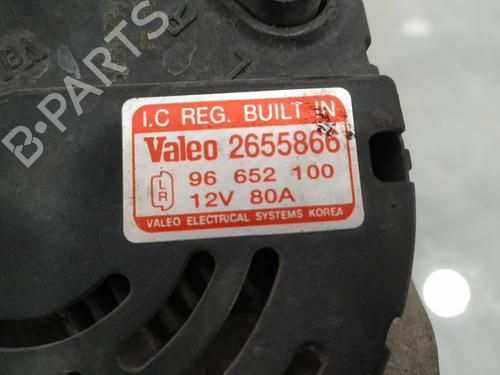 I.C REG. BUILT IN
Valeo 2655866
L
R
96 652 100
12V 80A
VALEO ELECTRICAL SYSTEMS KOREA
B-PARTS